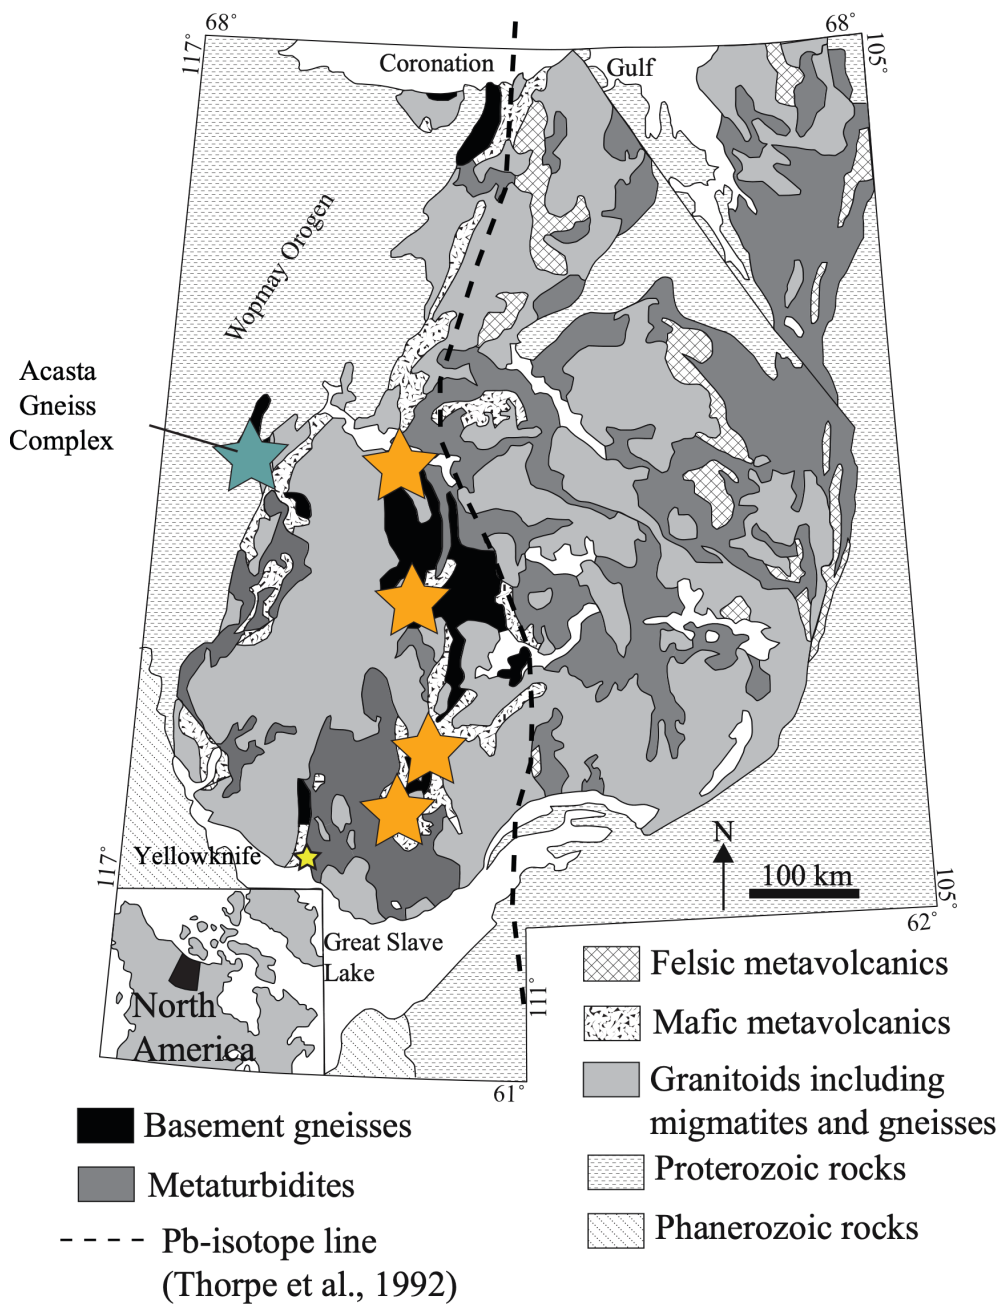 68°
68°
117°
105°
Coronation
Gulf
Wopmay Orogen
Acasta
Gneiss
Complex
Yellowknife
117°
N
100 km
105°
62°
Great Slave
Lake
111°
North
America
61°
Felsic metavolcanics
Mafic metavolcanics
Granitoids including
migmatites and gneisses
Proterozoic rocks
Phanerozoic rocks
Basement gneisses
Metaturbidites
Pb-isotope line
(Thorpe et al., 1992)